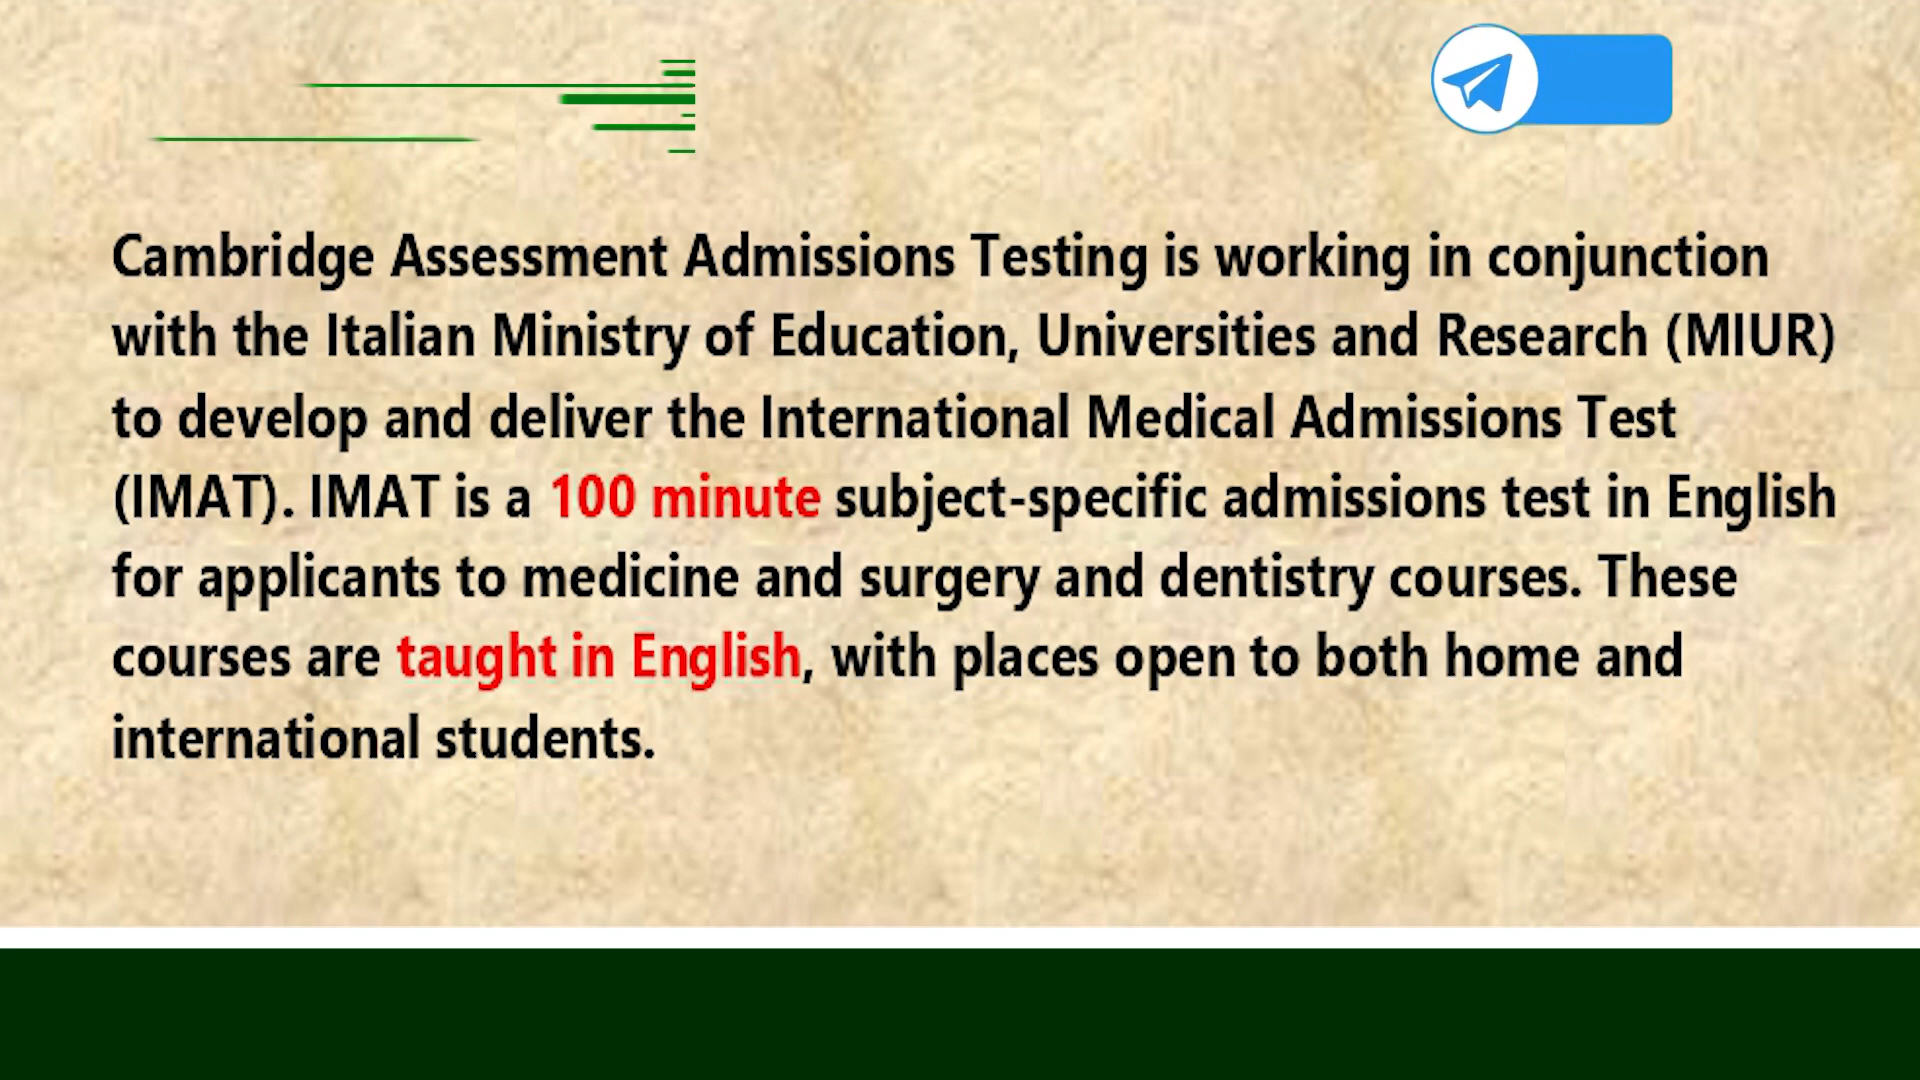 Cambridge Assessment Admissions Testing is working in conjunction
with the Italian Ministry of Education, Universities and Research (MIUR)
to develop and deliver the International Medical Admissions Test
(IMAT). IMAT is a 100 minute subject-specific admissions test in English
for applicants to medicine and surgery and dentistry courses. These
courses are taught in English, with places open to both home and
international students.